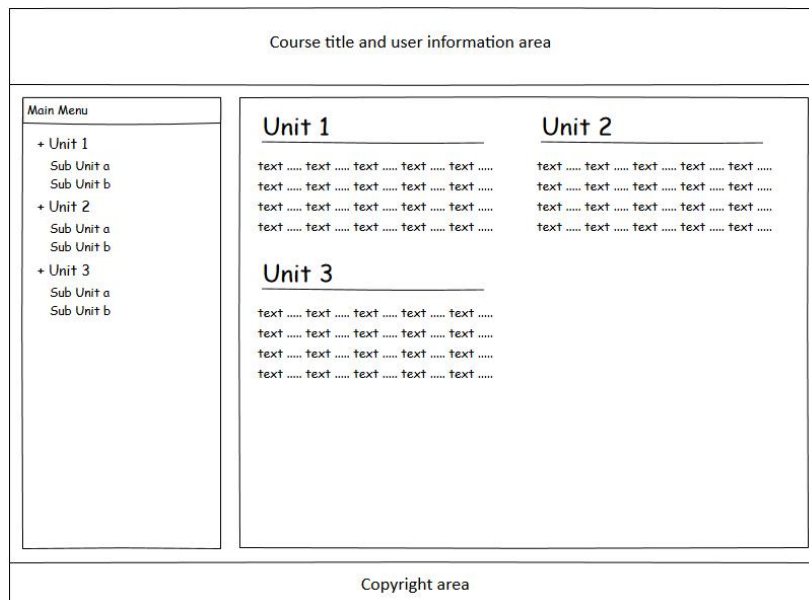 Course title and user information area
Main Menu
+ Unit 1
Sub Unit a
Sub Unit b
+ Unit 2
Sub Unit a
Sub Unit b
+ Unit 3
Sub Unit a
Sub Unit b
Unit 1
text ..... text ..... text ..... text ..... text .....
text ..... text ..... text ..... text ..... text .....
text ..... text ..... text ..... text ..... text .....
text ..... text ..... text ..... text ..... text .....
Unit 2
text ..... text ..... text ..... text ..... text .....
text ..... text ..... text ..... text ..... text .....
text ..... text ..... text ..... text ..... text .....
text ..... text ..... text ..... text ..... text .....
Unit 3
text ..... text ..... text ..... text ..... text .....
text ..... text ..... text ..... text ..... text .....
text ..... text ..... text ..... text ..... text .....
text ..... text ..... text ..... text ..... text .....
Copyright area